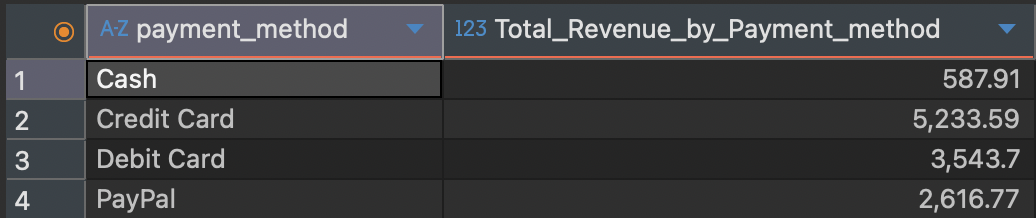 A-Z payment_method 123 Total_Revenue_by_Payment_method
1 Cash 587.91
2 Credit Card 5,233.59
3 Debit Card 3,543.7
4 PayPal 2,616.77